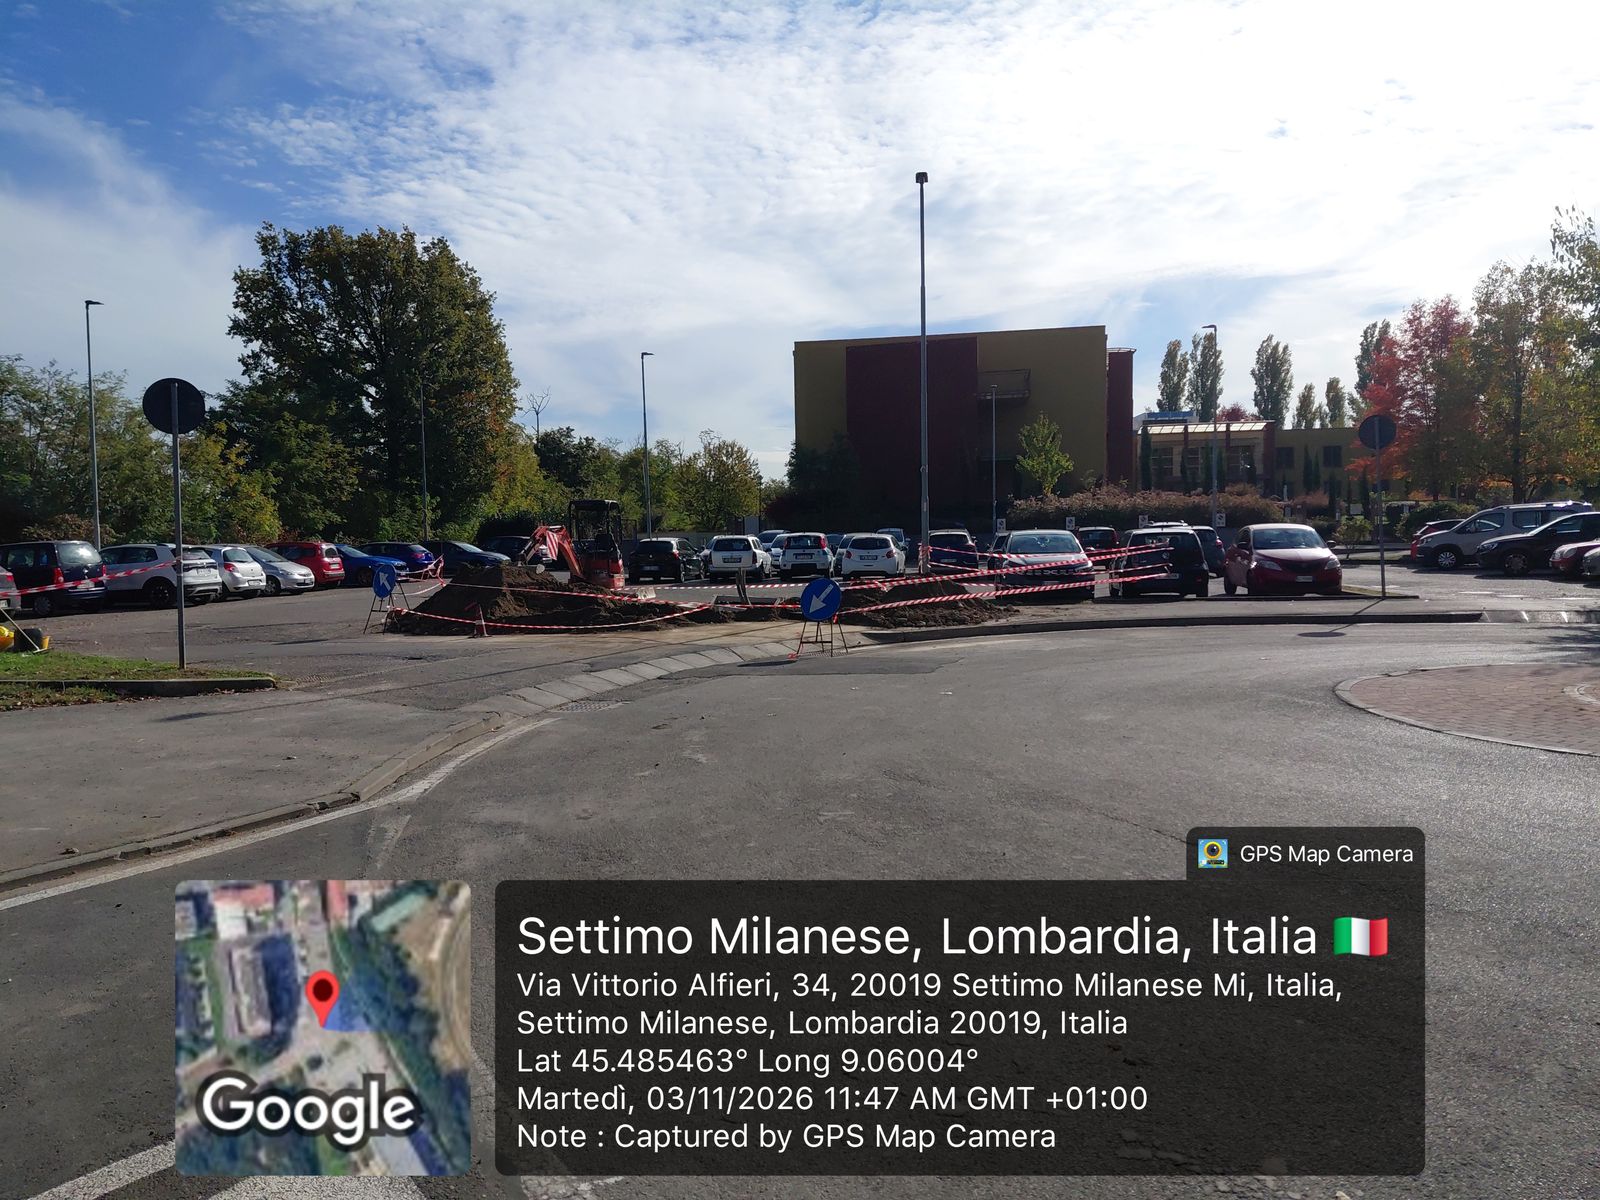 GPS Map Camera
Settimo Milanese, Lombardia, Italia 🇮🇹
Via Vittorio Alfieri, 34, 20019 Settimo Milanese Mi, Italia,
Settimo Milanese, Lombardia 20019, Italia
Lat 45.485463° Long 9.06004°
Martedì, 03/11/2026 11:47 AM GMT +01:00
Note : Captured by GPS Map Camera
Google